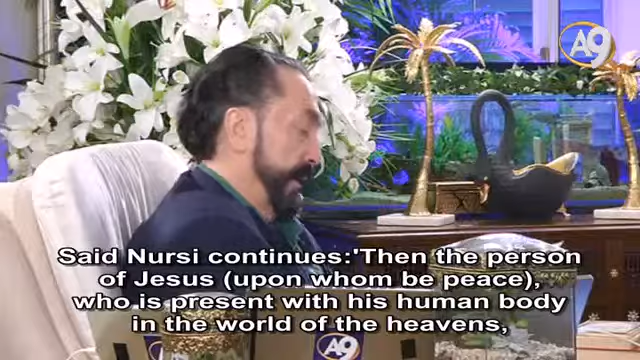 A9
Said Nursi continues:'Then the person
of Jesus (upon whom be peace),
who is present with his human body
in the world of the heavens,
A9